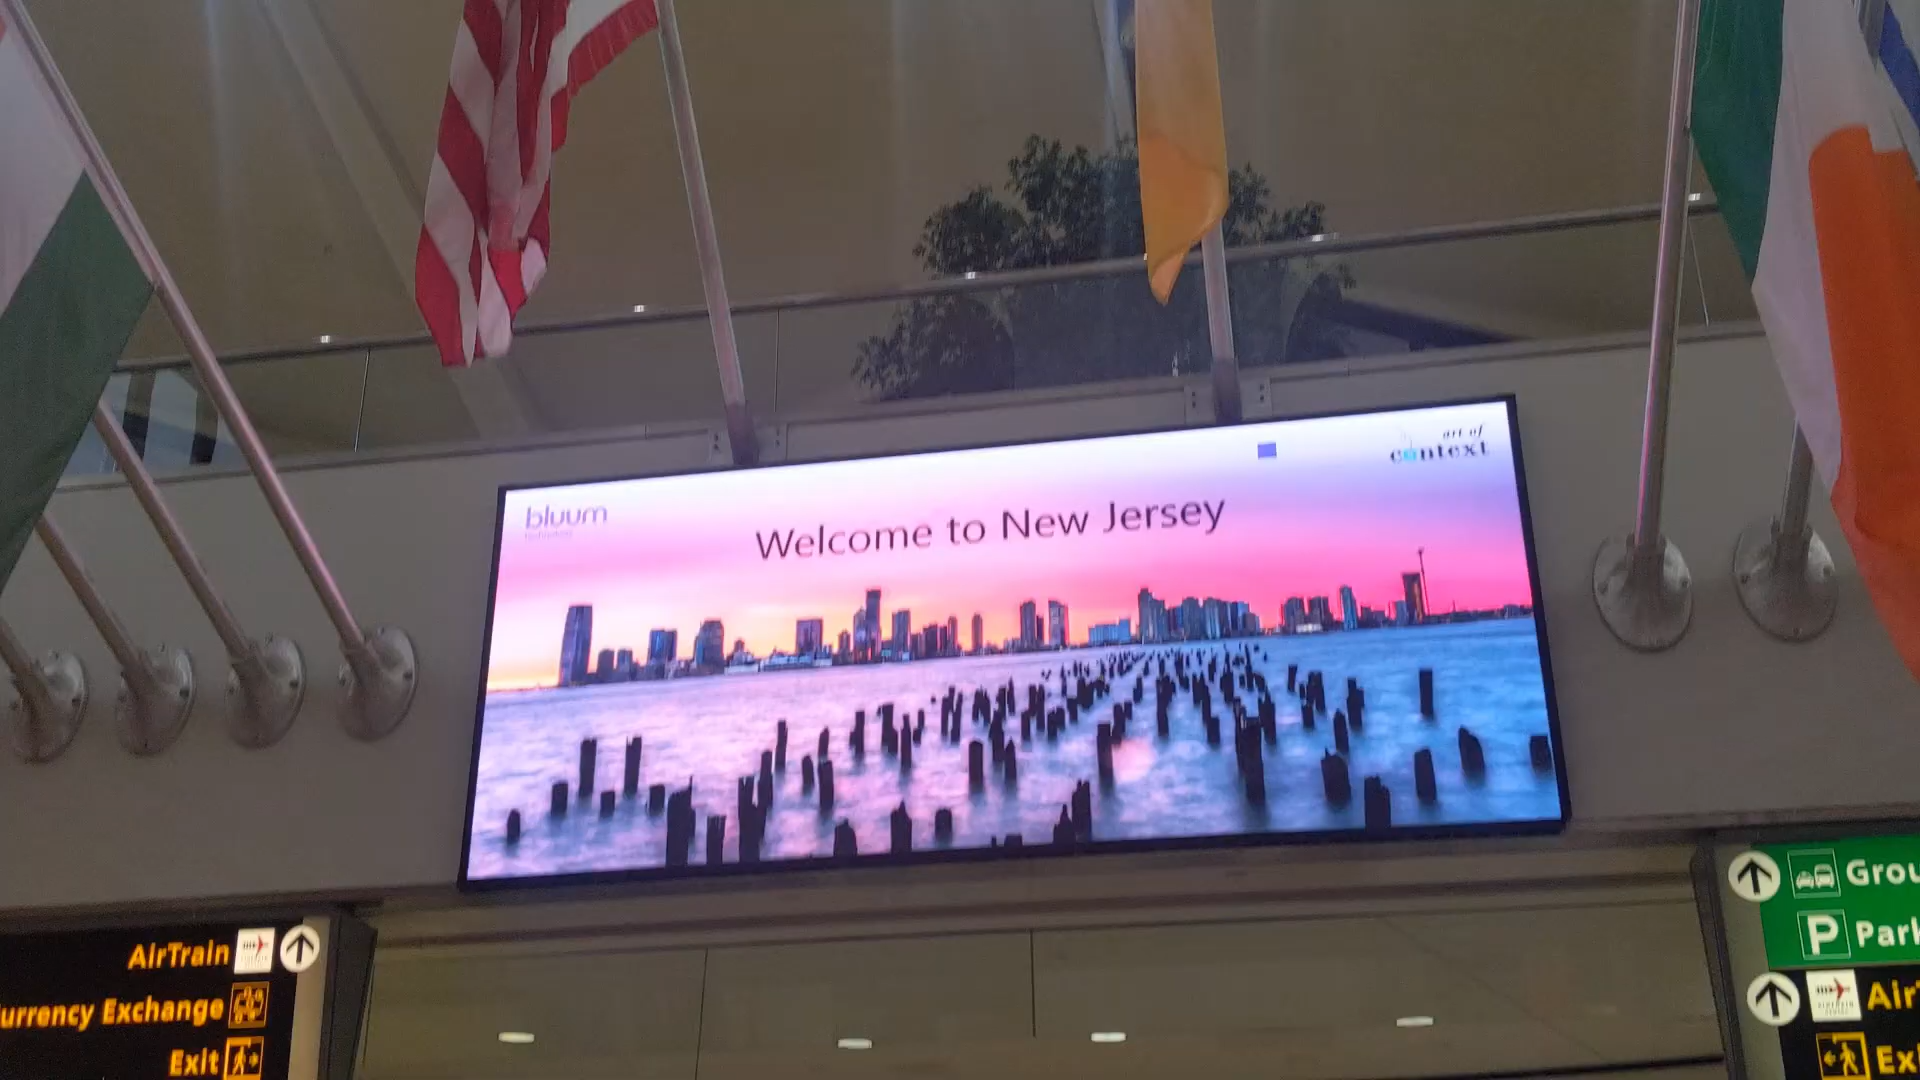 art of
context
bluum
Welcome to New Jersey
AirTrain
urrency Exchange
Exit
Grou
P Park
Air
Ex